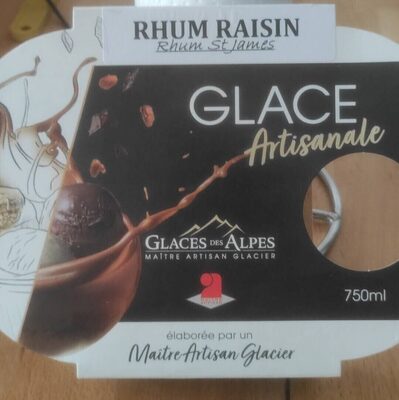 RHUM RAISIN
Rhum St James
GLACE
Artisanale
GLACES DES ALPES
MAÎTRE ARTISAN GLACIER
750ml
élaborée par un
Maître Artisan Glacier